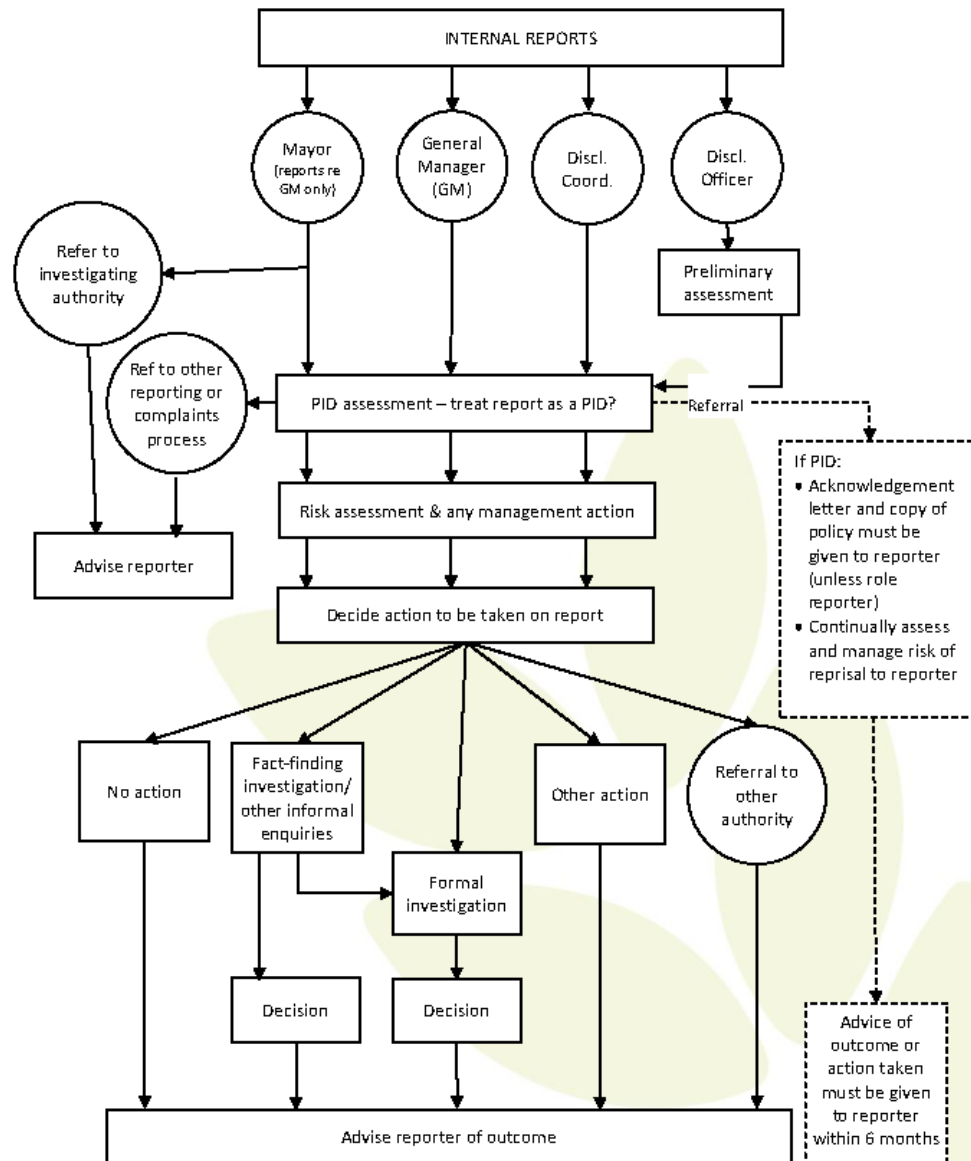 INTERNAL REPORTS
Mayor
(reports re
GM only)
General
Manager
(GM)
Discl.
Coord.
Discl.
Officer
Refer to
investigating
authority
Preliminary
assessment
Ref to other
reporting or
complaints
process
PID assessment – treat report as a PID?
Referral
If PID:
• Acknowledgement
letter and copy of
policy must be
given to reporter
(unless role
reporter)
• Continually assess
and manage risk of
reprisal to reporter
Risk assessment & any management action
Advise reporter
Decide action to be taken on report
No action
Fact-finding
investigation/
other informal
enquiries
Other action
Referral to
other
authority
Formal
investigation
Decision
Decision
Advice of
outcome or
action taken
must be given
to reporter
within 6 months
Advise reporter of outcome